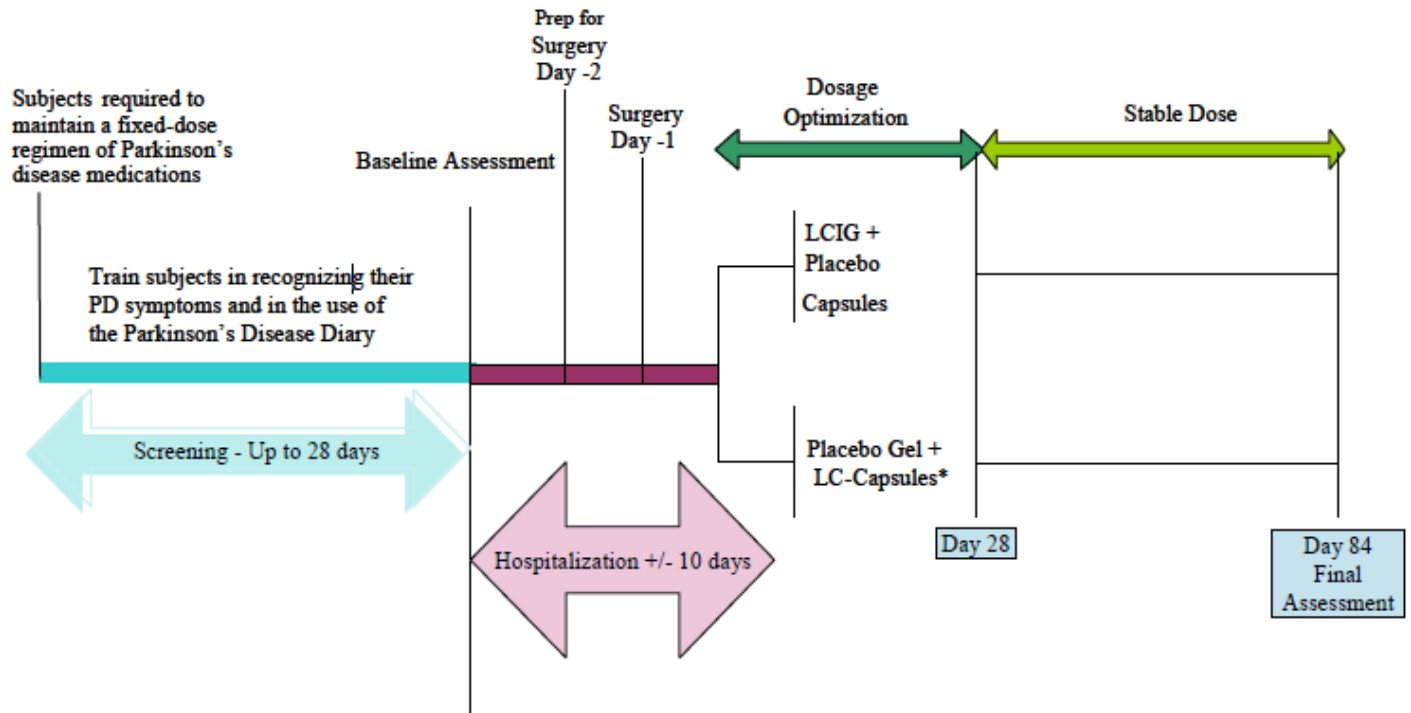 Subjects required to
maintain a fixed-dose
regimen of Parkinson's
disease medications
Baseline Assessment
Prep for
Surgery
Day -2
Surgery
Day -1
Dosage
Optimization
Stable Dose
Train subjects in recognizing their
PD symptoms and in the use of
the Parkinson's Disease Diary
LCIG +
Placebo
Capsules
Screening - Up to 28 days
Placebo Gel +
LC-Capsules*
Hospitalization +/- 10 days
Day 28
Day 84
Final
Assessment